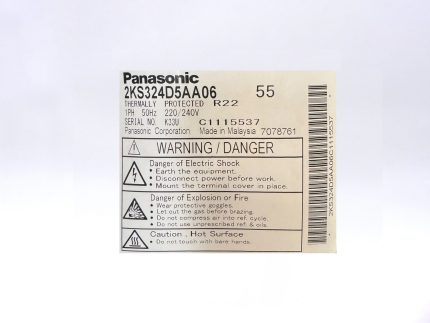 Panasonic
2KS324D5AA06 55
THERMALLY PROTECTED R22
1PH 50Hz 220/240V
SERIAL NO. K33U C1115537
Panasonic Corporation Made in Malaysia 7078761
WARNING / DANGER
Danger of Electric Shock
• Earth the equipment.
• Disconnect power before work.
• Mount the terminal cover in place.
Danger of Explosion or Fire
• Wear protective goggles.
• Let out the gas before brazing.
• Do not compress air into ref. cycle.
• Do not use unprescribed ref. & oils.
Caution , Hot Surface
• Do not touch with bare hands.
2KS324D5AA06C1115537